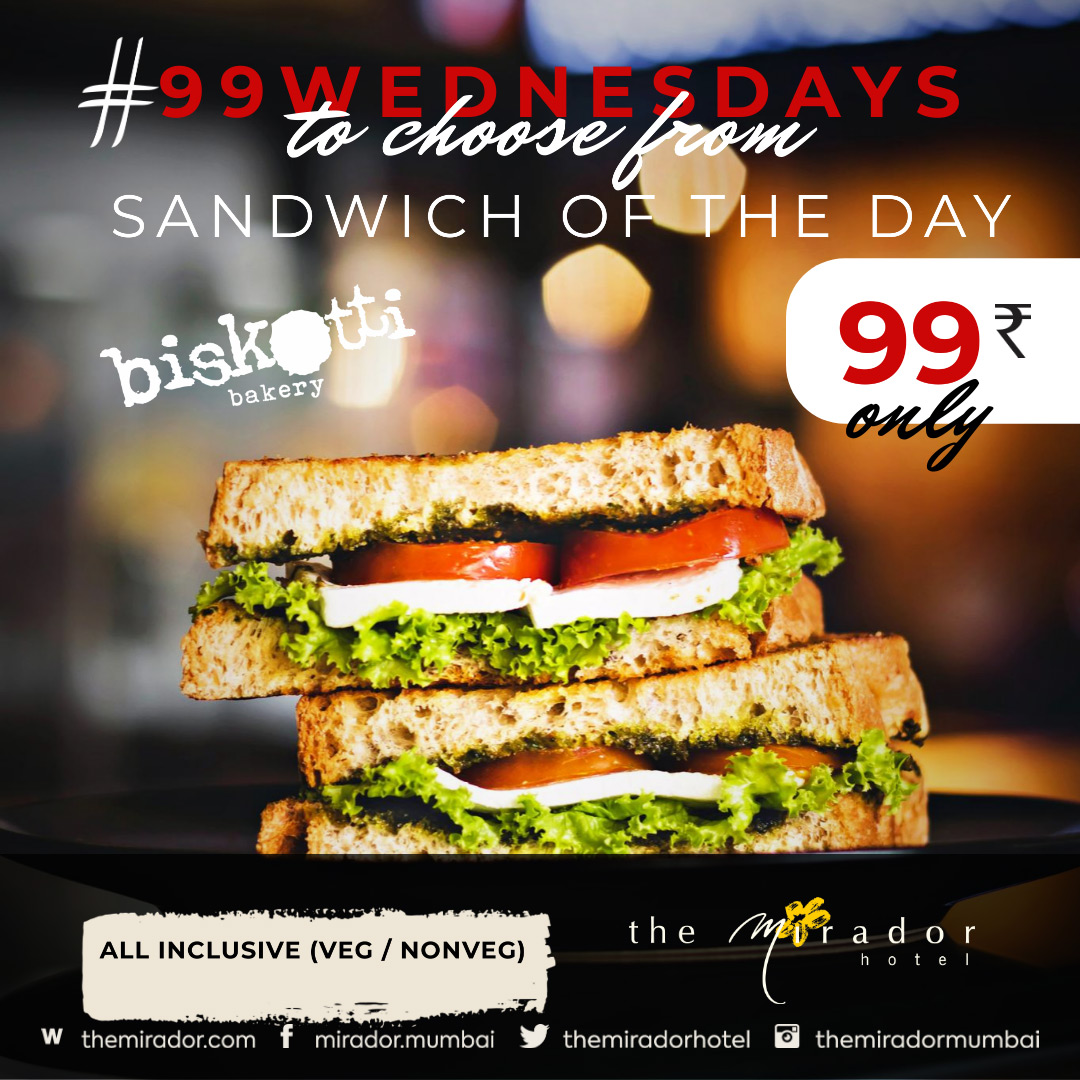 #99WEDNESDAYS
to choose from
SANDWICH OF THE DAY
biskotti
bakery
99 ₹
only
ALL INCLUSIVE (VEG / NONVEG)
the mirador
hotel
W themirador.com f mirador.mumbai themiradorhotel themiradormumbai